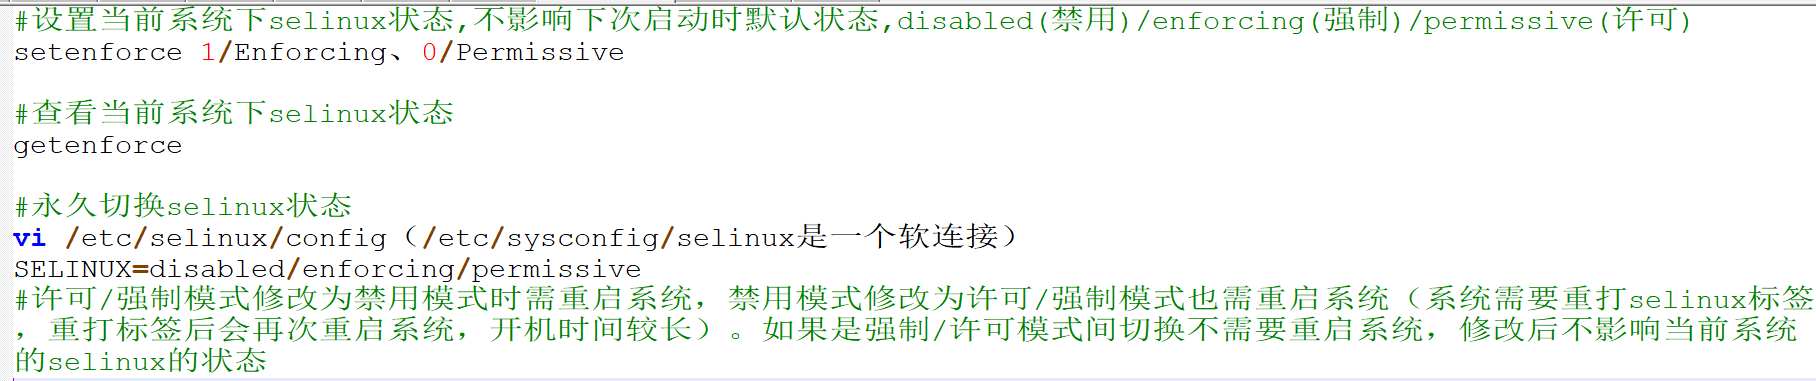 #设置当前系统下selinux状态,不影响下次启动时默认状态,disabled(禁用)/enforcing(强制)/permissive(许可)
setenforce 1/Enforcing、0/Permissive
#查看当前系统下selinux状态
getenforce
#永久切换selinux状态
vi /etc/selinux/config（/etc/sysconfig/selinux是一个软连接）
SELINUX=disabled/enforcing/permissive
#许可/强制模式修改为禁用模式时需重启系统，禁用模式修改为许可/强制模式也需重启系统（系统需要重打selinux标签
，重打标签后会再次重启系统，开机时间较长）。如果是强制/许可模式间切换不需要重启系统，修改后不影响当前系统
的selinux的状态